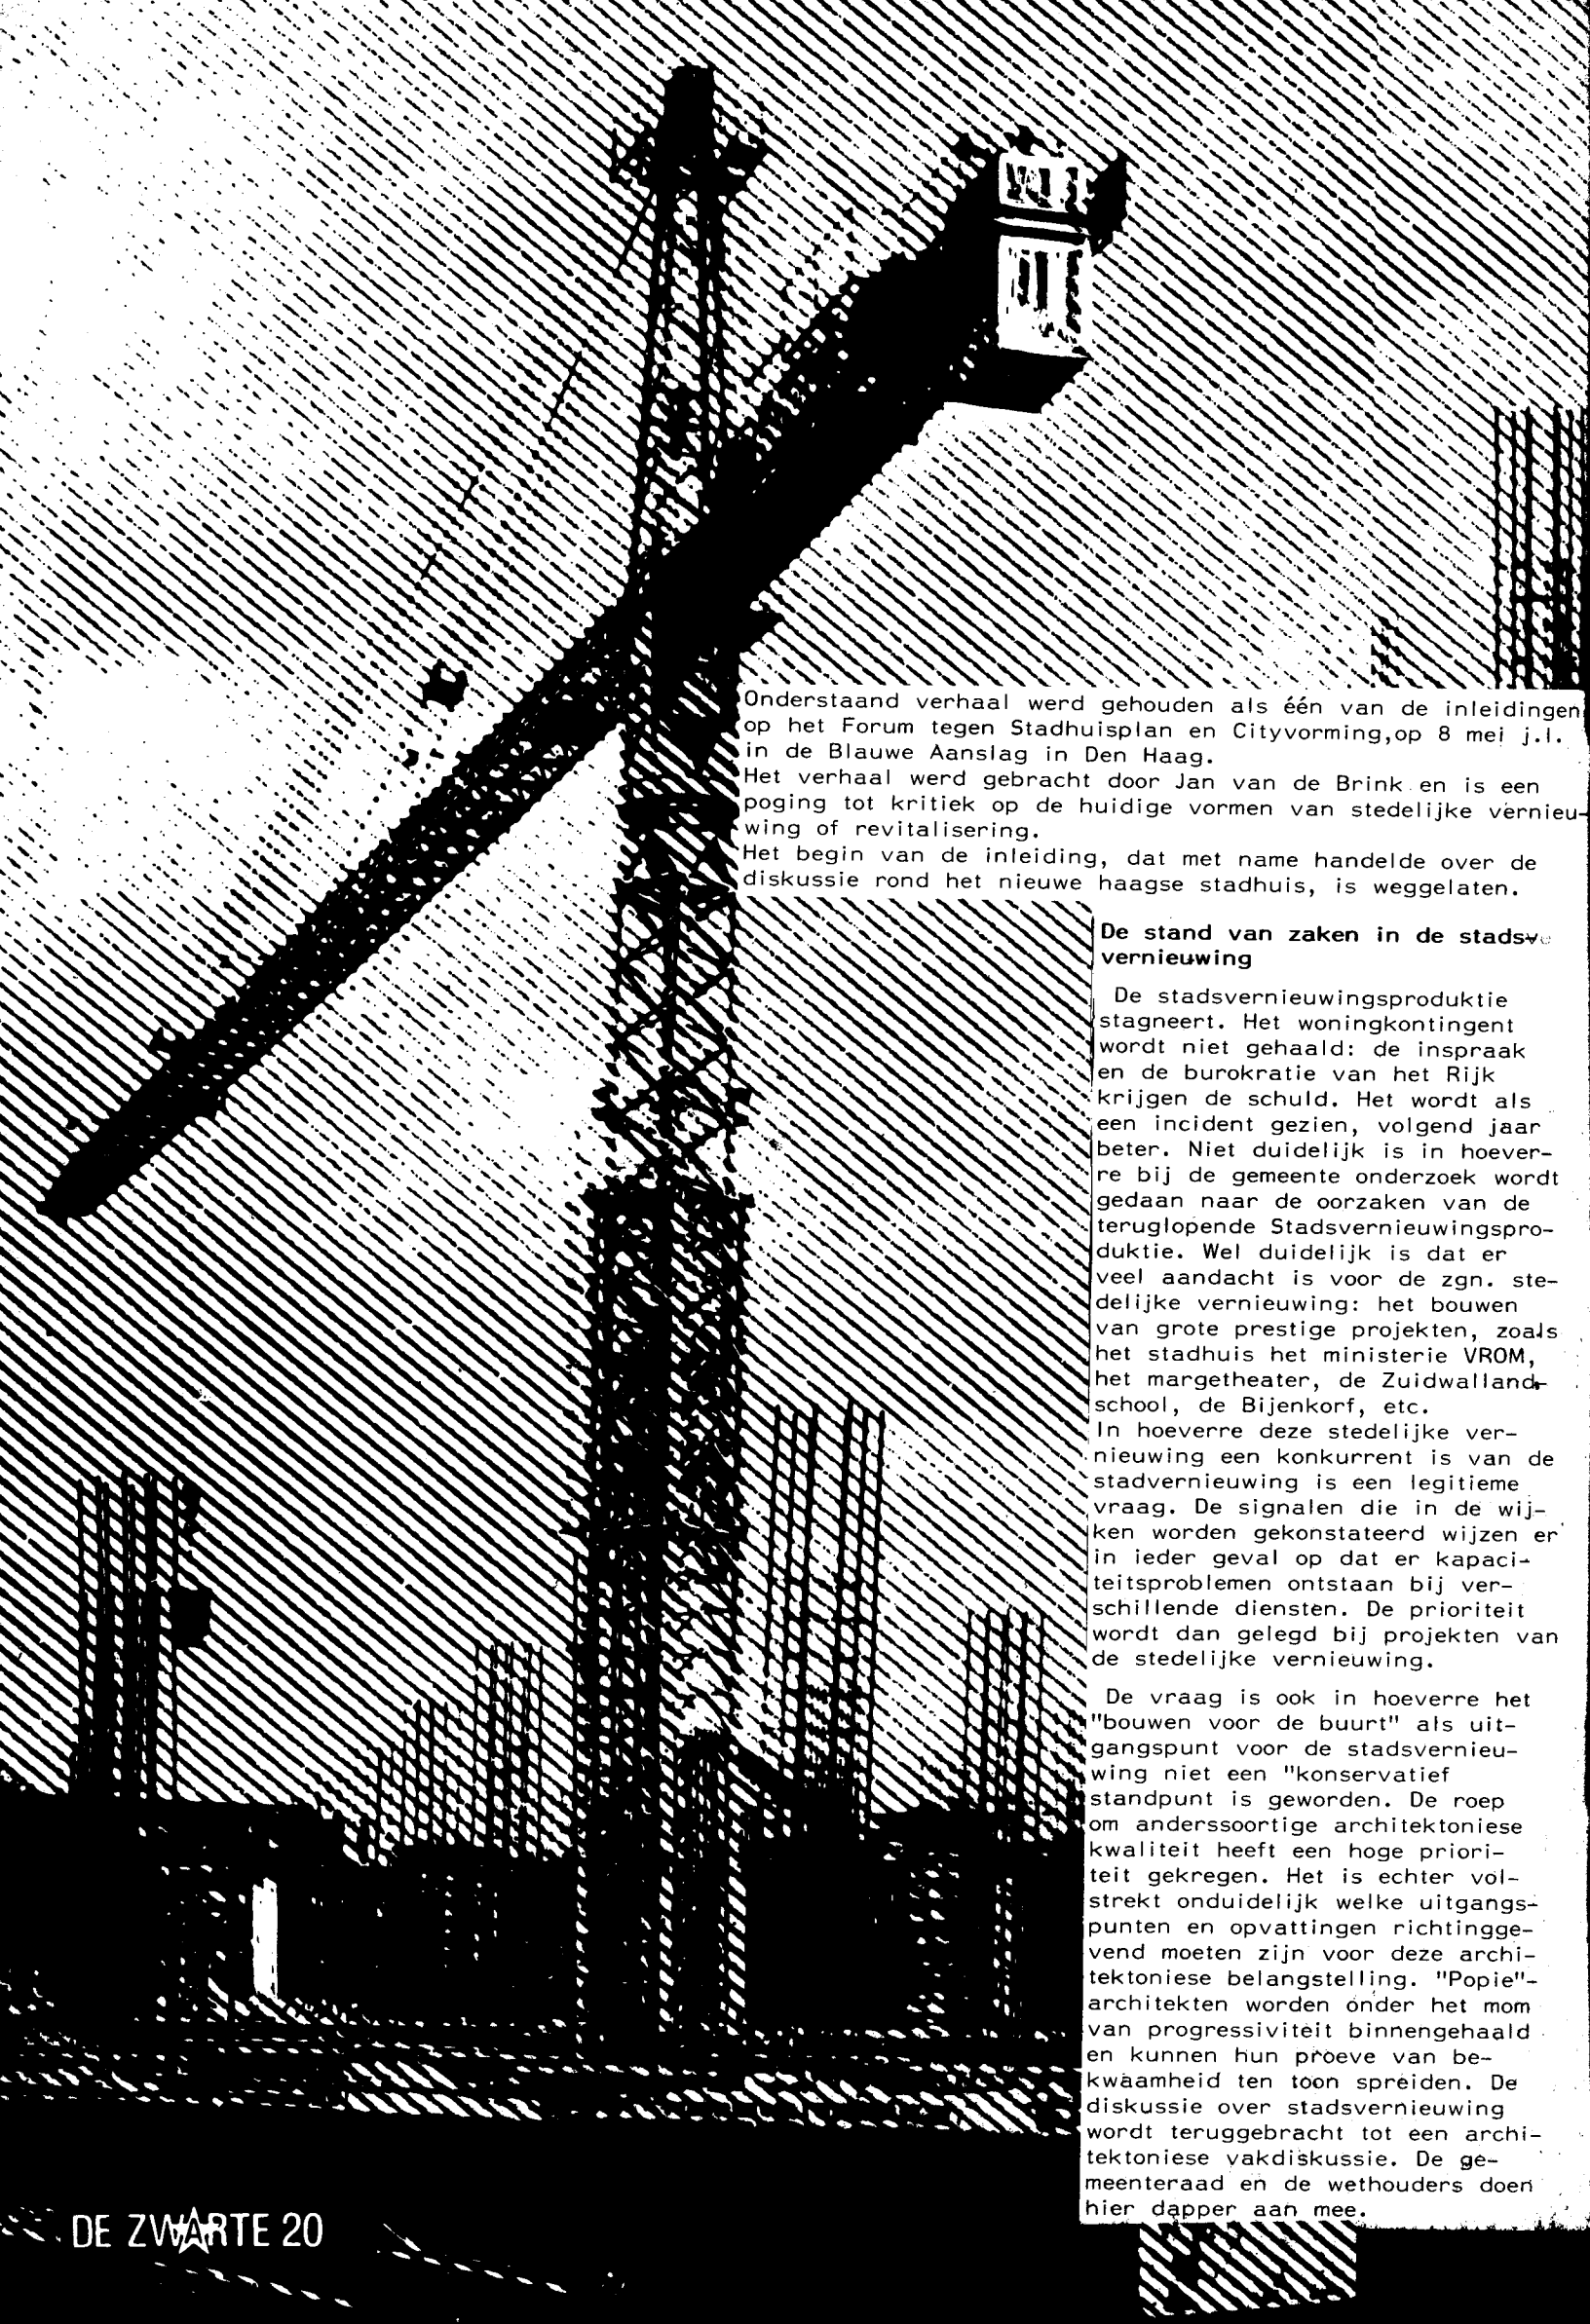 Onderstaand verhaal werd gehouden als één van de inleidingen
op het Forum tegen Stadhuisplan en Cityvorming,op 8 mei j.l.
in de Blauwe Aanslag in Den Haag.
Het verhaal werd gebracht door Jan van de Brink en is een
poging tot kritiek op de huidige vormen van stedelijke vernieu-
wing of revitalisering.
Het begin van de inleiding, dat met name handelde over de
diskussie rond het nieuwe haagse stadhuis, is weggelaten.
De stand van zaken in de stadsve
vernieuwing
De stadsvernieuwingsproduktie
stagneert. Het woningkontingent
wordt niet gehaald: de inspraak
en de burokratie van het Rijk
krijgen de schuld. Het wordt als
een incident gezien, volgend jaar
beter. Niet duidelijk is in hoever-
re bij de gemeente onderzoek wordt
gedaan naar de oorzaken van de
teruglopende Stadsvernieuwingspro-
duktie. Wel duidelijk is dat er
veel aandacht is voor de zgn. ste-
delijke vernieuwing: het bouwen
van grote prestige projekten, zoals
het stadhuis het ministerie VROM,
het margetheater, de Zuidwalland-
school, de Bijenkorf, etc.
In hoeverre deze stedelijke ver-
nieuwing een konkurrent is van de
stadvernieuwing is een legitieme
vraag. De signalen die in de wij-
ken worden gekonstateerd wijzen er
in ieder geval op dat er kapaci-
teitsproblemen ontstaan bij ver-
schillende diensten. De prioriteit
wordt dan gelegd bij projekten van
de stedelijke vernieuwing.
De vraag is ook in hoeverre het
"bouwen voor de buurt" als uit-
gangspunt voor de stadsvernieu-
wing niet een "konservatief
standpunt is geworden. De roep
om anderssoortige architektoniese
kwaliteit heeft een hoge priori-
teit gekregen. Het is echter vol-
strekt onduidelijk welke uitgangs-
punten en opvattingen richtingge-
vend moeten zijn voor deze archi-
tektoniese belangstelling. "Popie"-
architekten worden onder het mom
van progressiviteit binnengehaald
en kunnen hun proeve van be-
kwaamheid ten toon spreiden. De
diskussie over stadsvernieuwing
wordt teruggebracht tot een archi-
tektoniese vakdiskussie. De ge-
meenteraad en de wethouders doen
hier dapper aan mee.
DE ZWARTE 20